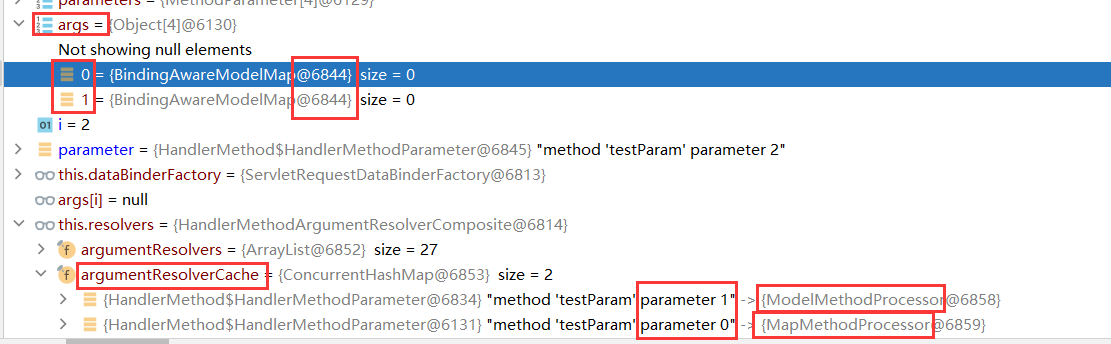 parameters = {MethodParameter[4]@6129}
args = {Object[4]@6130}
Not showing null elements
0 = {BindingAwareModelMap@6844} size = 0
1 = {BindingAwareModelMap@6844} size = 0
01 i = 2
parameter = {HandlerMethod$HandlerMethodParameter@6845} "method 'testParam' parameter 2"
this.dataBinderFactory = {ServletRequestDataBinderFactory@6813}
args[i] = null
this.resolvers = {HandlerMethodArgumentResolverComposite@6814}
f argumentResolvers = {ArrayList@6852} size = 27
f argumentResolverCache = {ConcurrentHashMap@6853} size = 2
{HandlerMethod$HandlerMethodParameter@6834} "method 'testParam' parameter 1" -> {ModelMethodProcessor@6858}
{HandlerMethod$HandlerMethodParameter@6131} "method 'testParam' parameter 0" -> {MapMethodProcessor@6859}